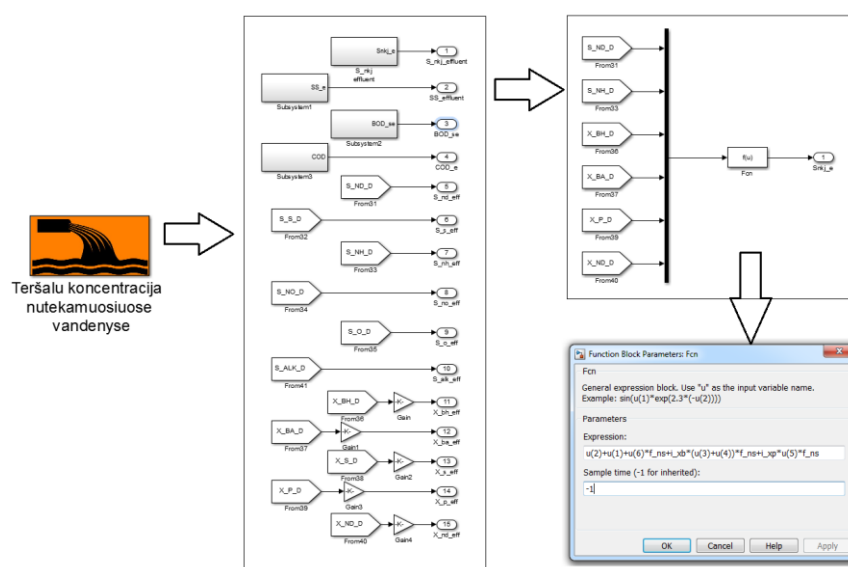 Teršalu koncentracija
nutekamuosiuose
vandenyse
Snkj_e
S_nkj
effluent
1
S_nkj_effluent
SS_e
Subsystem1
2
SS_effluent
BOD_se
Subsystem2
3
BOD_se
COD
Subsystem3
4
COD_e
S_ND_D
From31
5
S_nd_eff
S_S_D
From32
6
S_s_eff
S_NH_D
From33
7
S_nh_eff
S_NO_D
From34
8
S_no_eff
S_O_D
From35
9
S_o_eff
S_ALK_D
From41
10
S_alk_eff
X_BH_D
From36
-K-
Gain
11
X_bh_eff
X_BA_D
From37
-K-
Gain1
12
X_ba_eff
X_S_D
From38
-K-
Gain2
13
X_s_eff
X_P_D
From39
-K-
Gain3
14
X_p_eff
X_ND_D
From40
-K-
Gain4
15
X_nd_eff
S_ND_D
From31
S_NH_D
From33
X_BH_D
From36
X_BA_D
From37
X_P_D
From39
X_ND_D
From40
f(u)
Fcn
1
Snkj_e
Function Block Parameters: Fcn
Fcn
General expression block. Use "u" as the input variable name.
Example: sin(u(1)*exp(2.3*(-u(2))))
Parameters
Expression:
u(2)+u(1)+u(6)*f_ns+i_xb*(u(3)+u(4))*f_ns+i_xp*u(5)*f_ns
Sample time (-1 for inherited):
-1
OK
Cancel
Help
Apply